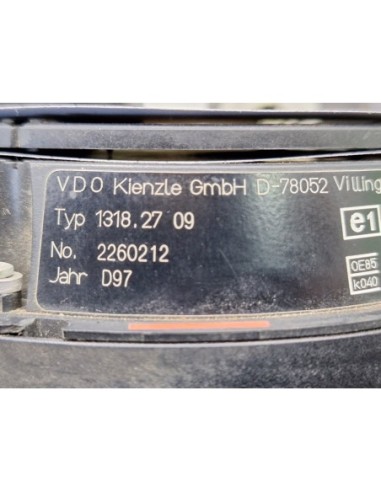 VDO Kienzle GmbH D-78052 Villing
Typ 1318.27 09
e1
No. 2260212
0E85
Jahr D97
k040